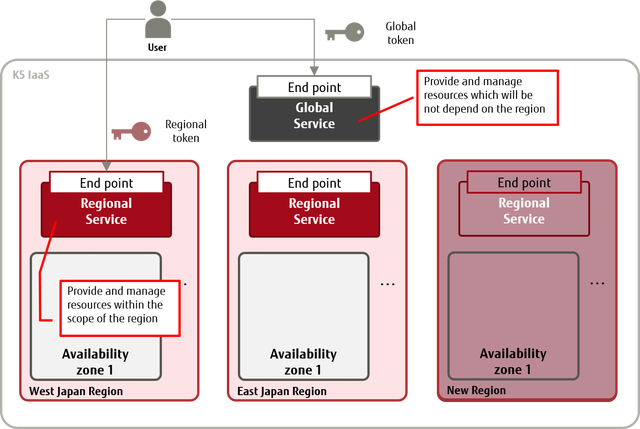 User
Global
token
K5 IaaS
End point
Global
Service
Provide and manage
resources which will be
not depend on the region
Regional
token
End point
Regional
Service
End point
Regional
Service
End point
Regional
Service
...
...
...
Provide and manage
resources within the
scope of the region
Availability
zone 1
Availability
zone 1
Availability
zone 1
West Japan Region
East Japan Region
New Region